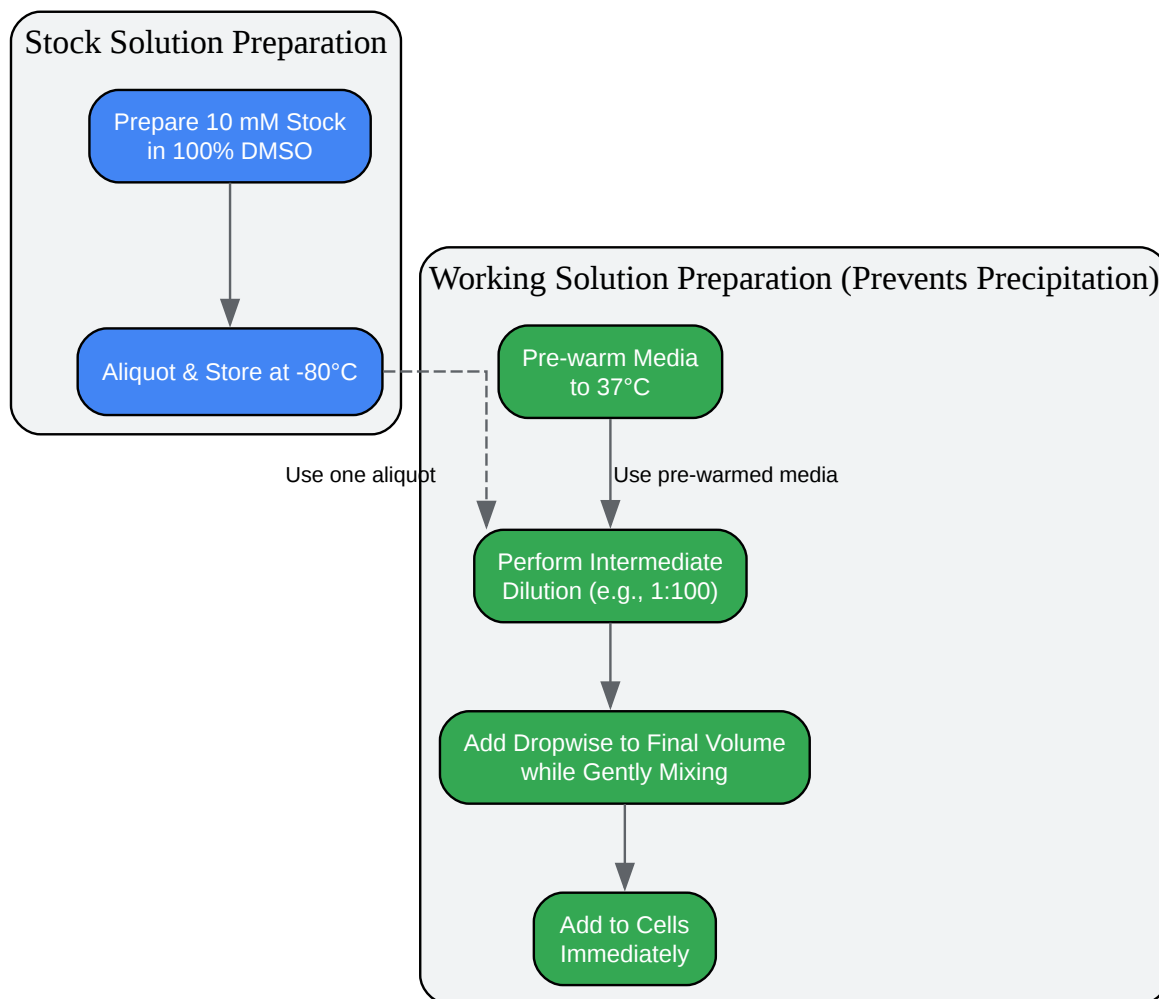 Stock Solution Preparation
Prepare 10 mM Stock
in 100% DMSO
Aliquot & Store at -80°C
Working Solution Preparation (Prevents Precipitation)
Pre-warm Media
to 37°C
Use one aliquot
Use pre-warmed media
Perform Intermediate
Dilution (e.g., 1:100)
Add Dropwise to Final Volume
while Gently Mixing
Add to Cells
Immediately